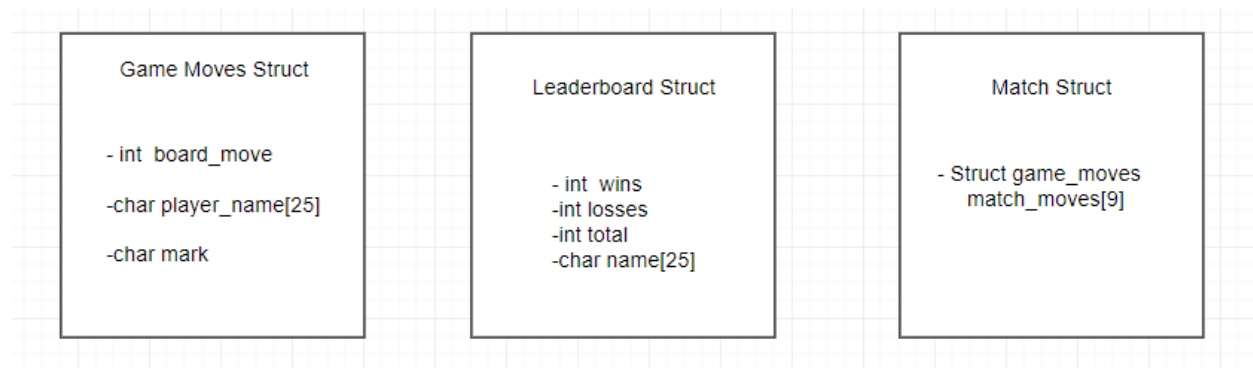 Game Moves Struct
- int  board_move
-char player_name[25]
-char mark
Leaderboard Struct
- int  wins
-int losses
-int total
-char name[25]
Match Struct
- Struct game_moves
match_moves[9]